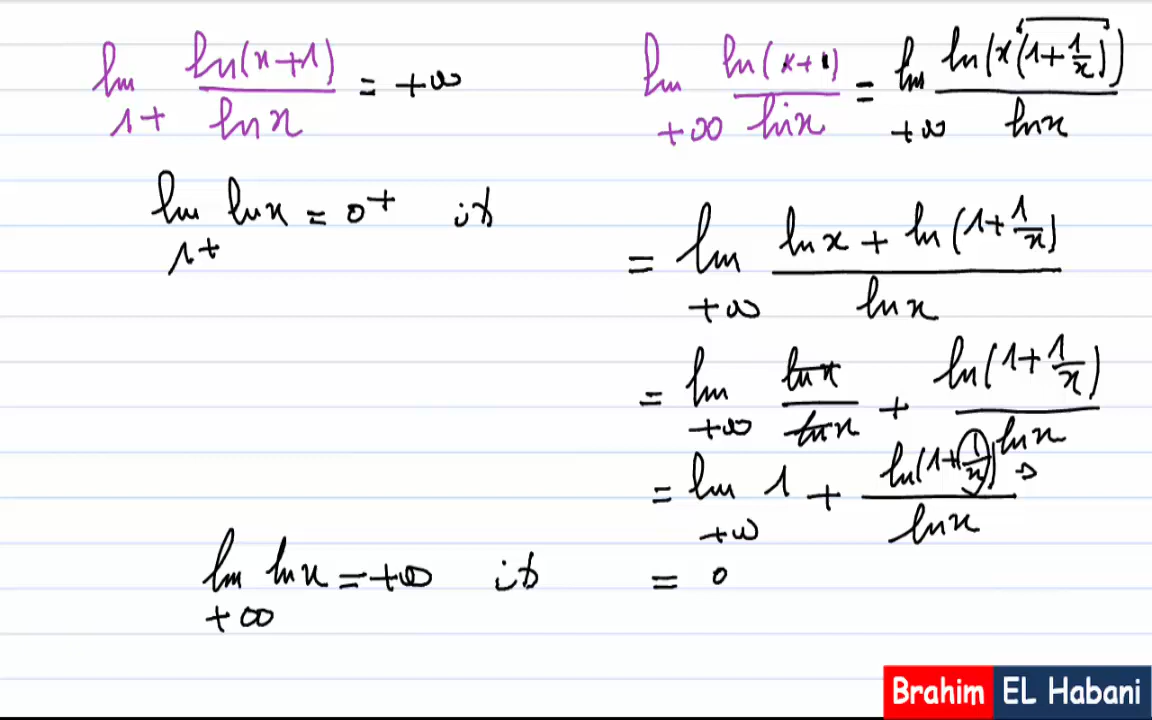 lim 1+ ln(x+1)/ln x = +∞
lim +∞ ln(x+1)/ln x = lim +∞ ln(x(1+1/x))/ln x
lim 1+ ln x = 0+
= lim +∞ (ln x + ln(1+1/x))/ln x
= lim +∞ ln x/ln x + ln(1+1/x)/ln x
= lim +∞ 1 + ln(1+1/x)/ln x →
lim +∞ ln x = +∞
= 0
Brahim EL Habani